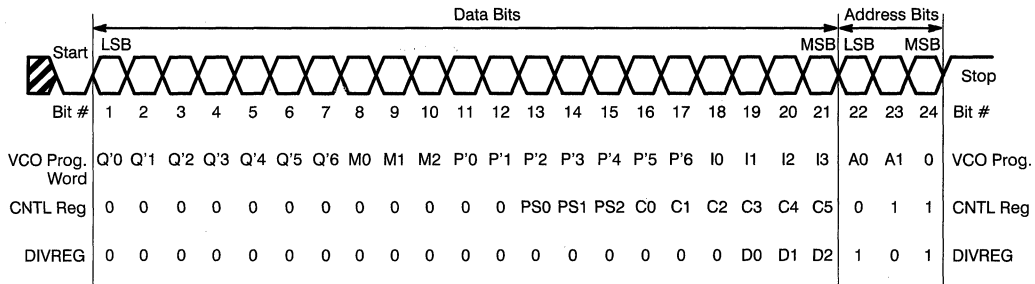 Data Bits Address Bits
Start LSB MSB LSB MSB Stop
Bit # 1 2 3 4 5 6 7 8 9 10 11 12 13 14 15 16 17 18 19 20 21 22 23 24 Bit #
VCO Prog. Q'0 Q'1 Q'2 Q'3 Q'4 Q'5 Q'6 M0 M1 M2 P'0 P'1 P'2 P'3 P'4 P'5 P'6 I0 I1 I2 I3 A0 A1 0 VCO Prog.
Word
CNTL Reg 0 0 0 0 0 0 0 0 0 0 0 0 PS0 PS1 PS2 C0 C1 C2 C3 C4 C5 0 1 1 CNTL Reg
DIVREG 0 0 0 0 0 0 0 0 0 0 0 0 0 0 0 0 0 0 D0 D1 D2 1 0 1 DIVREG